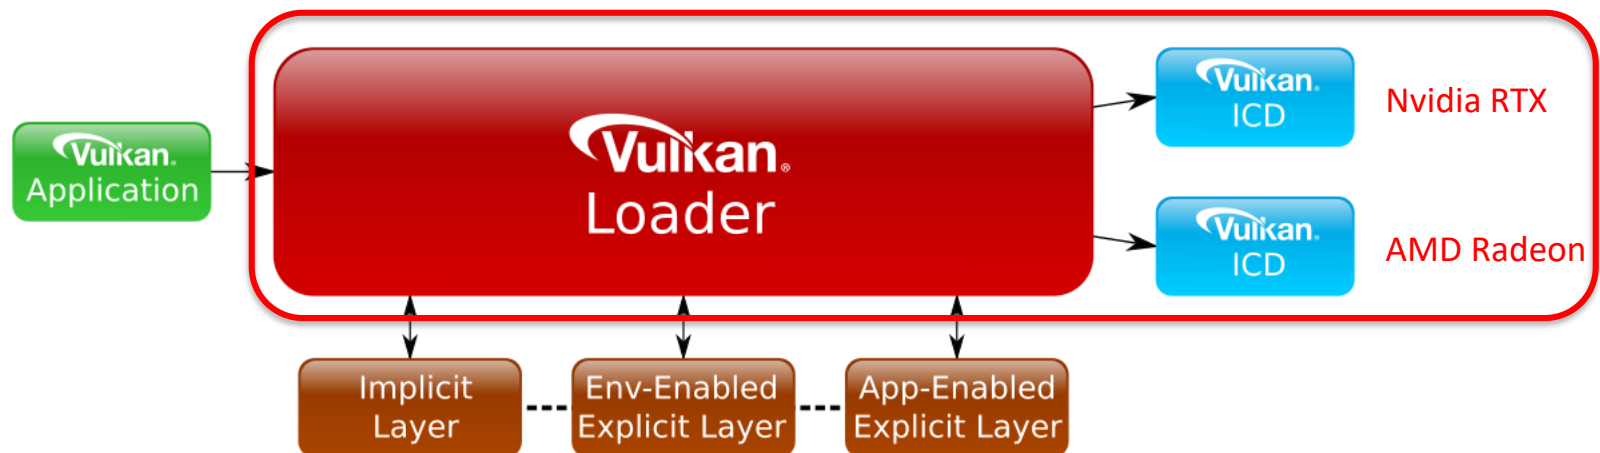 Vulkan®
Application
Vulkan®
Loader
Vulkan®
ICD
Nvidia RTX
Vulkan®
ICD
AMD Radeon
Implicit
Layer
Env-Enabled
Explicit Layer
App-Enabled
Explicit Layer